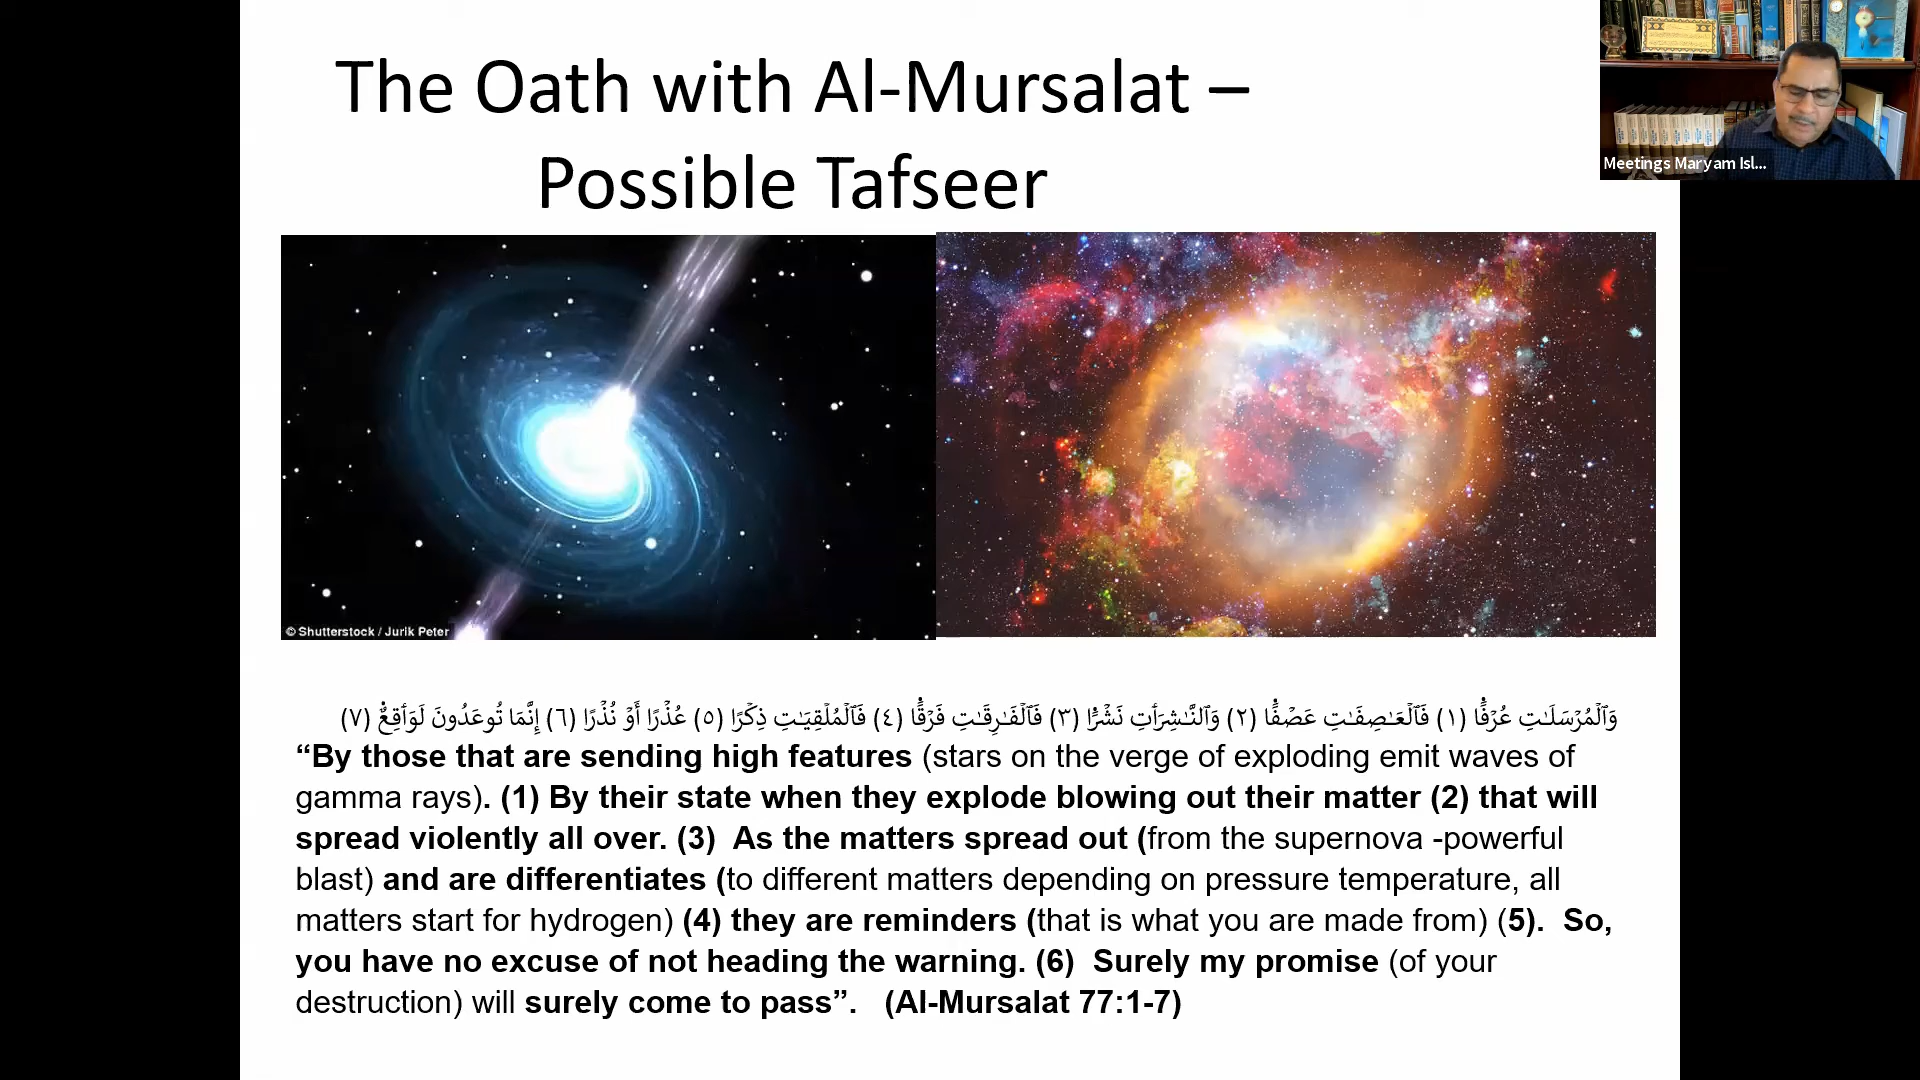 The Oath with Al-Mursalat –
Possible Tafseer
Meetings Maryam Isl...
© Shutterstock / Jurik Peter
وَٱلْمُرْسَلَـٰتِ عُرْفًۭا (١) فَٱلْعَـٰصِفَـٰتِ عَصْفًۭا (٢) وَٱلنَّـٰشِرَٰتِ نَشْرًۭا (٣) فَٱلْفَـٰرِقَـٰتِ فَرْقًۭا (٤) فَٱلْمُلْقِيَـٰتِ ذِكْرًا (٥) عُذْرًا أَوْ نُذْرًا (٦) إِنَّمَا تُوعَدُونَ لَوَٰقِعٌۭ (٧)
“By those that are sending high features (stars on the verge of exploding emit waves of
gamma rays). (1) By their state when they explode blowing out their matter (2) that will
spread violently all over. (3)  As the matters spread out (from the supernova -powerful
blast) and are differentiates (to different matters depending on pressure temperature, all
matters start for hydrogen) (4) they are reminders (that is what you are made from) (5).  So,
you have no excuse of not heading the warning. (6)  Surely my promise (of your
destruction) will surely come to pass”.   (Al-Mursalat 77:1-7)